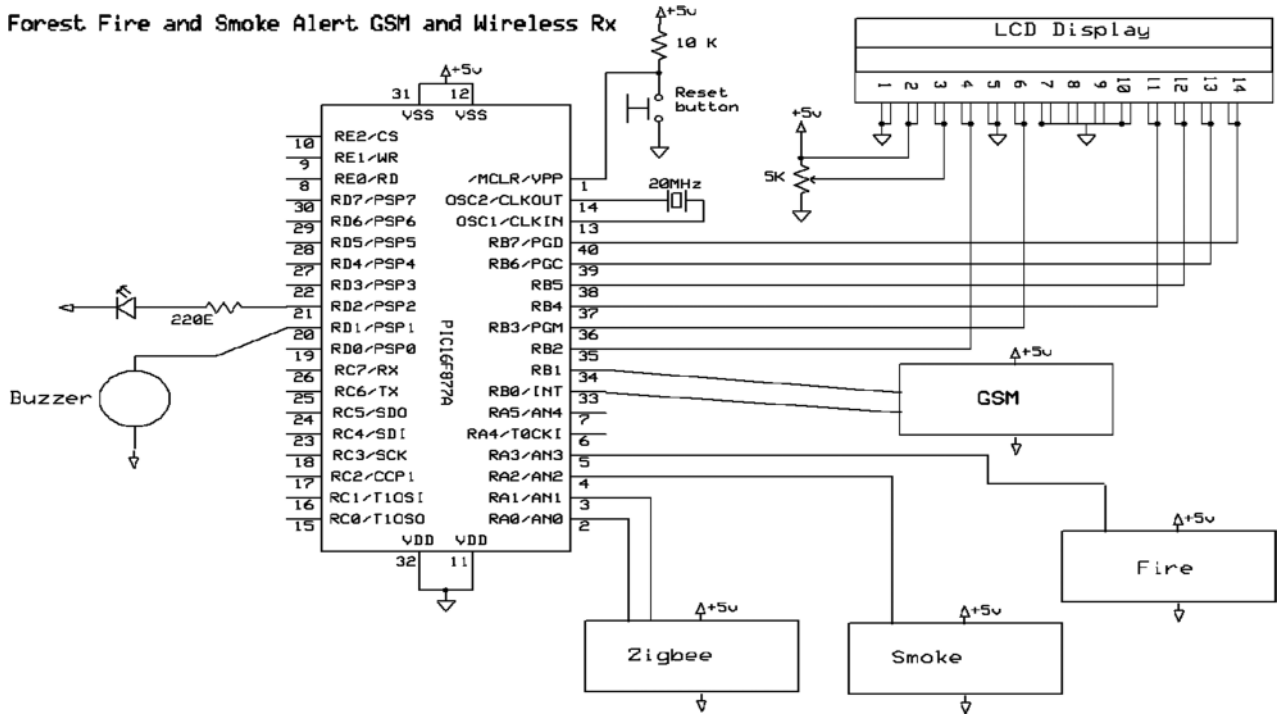 Forest Fire and Smoke Alert GSM and Wireless Rx
+5v
10 K
Reset
button
LCD Display
1 2 3 4 5 6 7 8 9 10 11 12 13 14
+5v
5K
+5v
31 12
VSS VSS
10 RE2/CS
9 RE1/WR
8 RE0/RD
30 RD7/PSP7
29 RD6/PSP6
28 RD5/PSP5
27 RD4/PSP4
22 RD3/PSP3
21 RD2/PSP2
20 RD1/PSP1
19 RD0/PSP0
26 RC7/RX
25 RC6/TX
24 RC5/SDO
23 RC4/SDI
18 RC3/SCK
17 RC2/CCP1
16 RC1/T1OSI
15 RC0/T1OSO
PIC16F877A
/MCLR/VPP 1
OSC2/CLKOUT 14
OSC1/CLKIN 13
RB7/PGD 40
RB6/PGC 39
RB5 38
RB4 37
RB3/PGM 36
RB2 35
RB1 34
RB0/INT 33
RA5/AN4 7
RA4/T0CKI 6
RA3/AN3 5
RA2/AN2 4
RA1/AN1 3
RA0/AN0 2
VDD VDD
32 11
20MHz
220E
Buzzer
+5v
GSM
+5v
Fire
+5v
Zigbee
+5v
Smoke